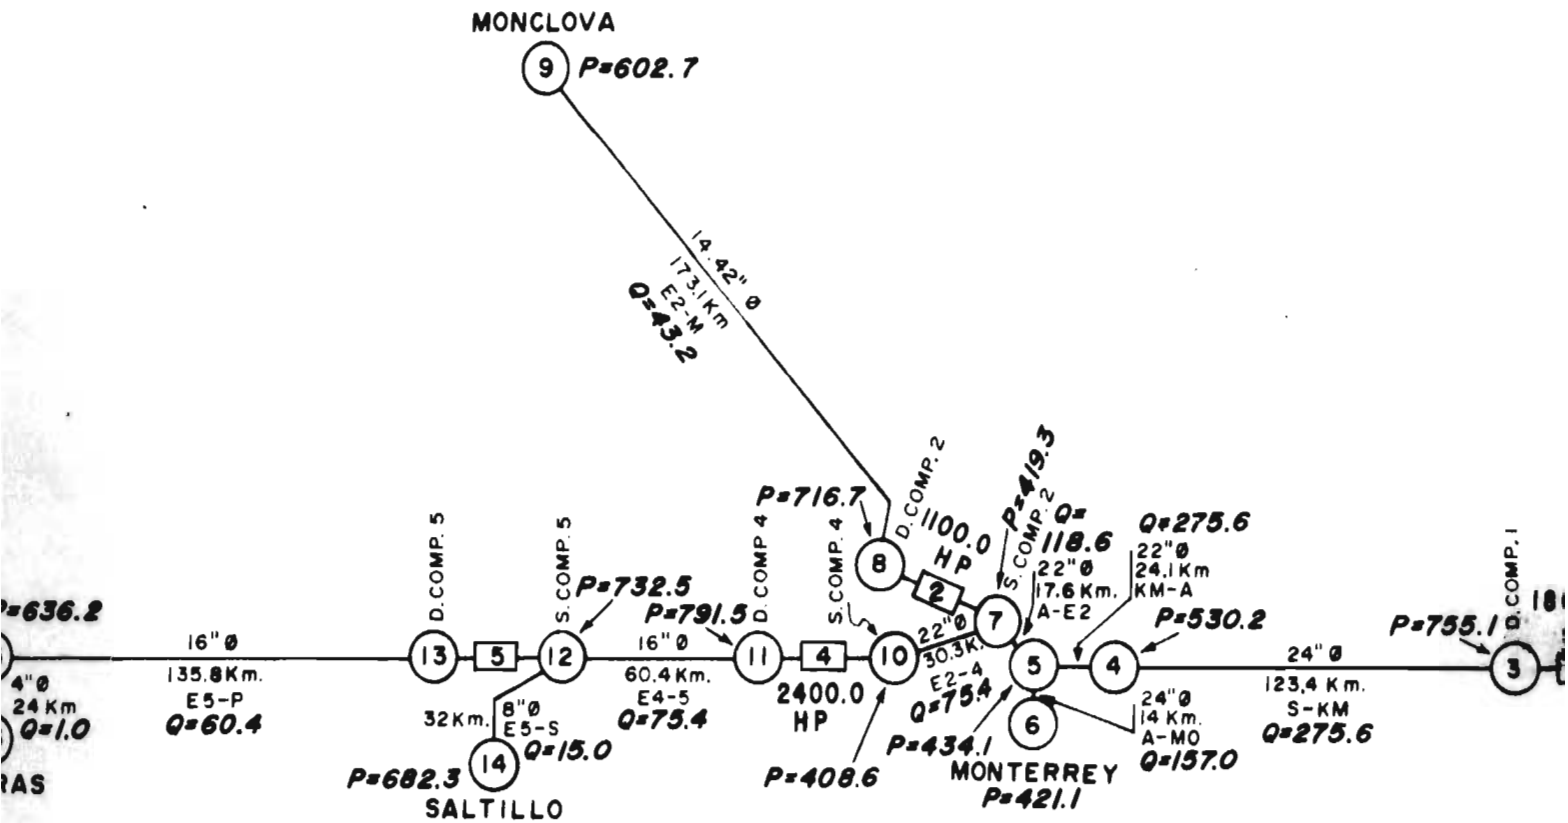 MONCLOVA
9 P=602.7
14.42" Ø
173.1 Km
E2-M
Q=43.2
P=716.7
D. COMP. 2
8
1100.0
HP
2
P=419.3
S. COMP. 2
7
Q=
118.6
22" Ø
17.6 Km.
A-E2
Q=275.6
22" Ø
24.1 Km
KM-A
P=530.2
4
5
P=434.1
24" Ø
14 Km.
A-MO
Q=157.0
6
MONTERREY
P=421.1
24" Ø
123.4 Km.
S-KM
Q=275.6
P=755.1
D. COMP. 1
3
22" Ø
30.3 K.
E2-4
Q=75.4
S. COMP. 4
10
P=408.6
4
2400.0
HP
D. COMP 4
P=791.5
11
16" Ø
60.4 Km.
E4-5
Q=75.4
S. COMP. 5
P=732.5
12
5
D. COMP. 5
13
32 Km.
8" Ø
E5-S
Q=15.0
14
P=682.3
SALTILLO
16" Ø
135.8 Km.
E5-P
Q=60.4
P=636.2
4" Ø
24 Km
Q=1.0
RAS